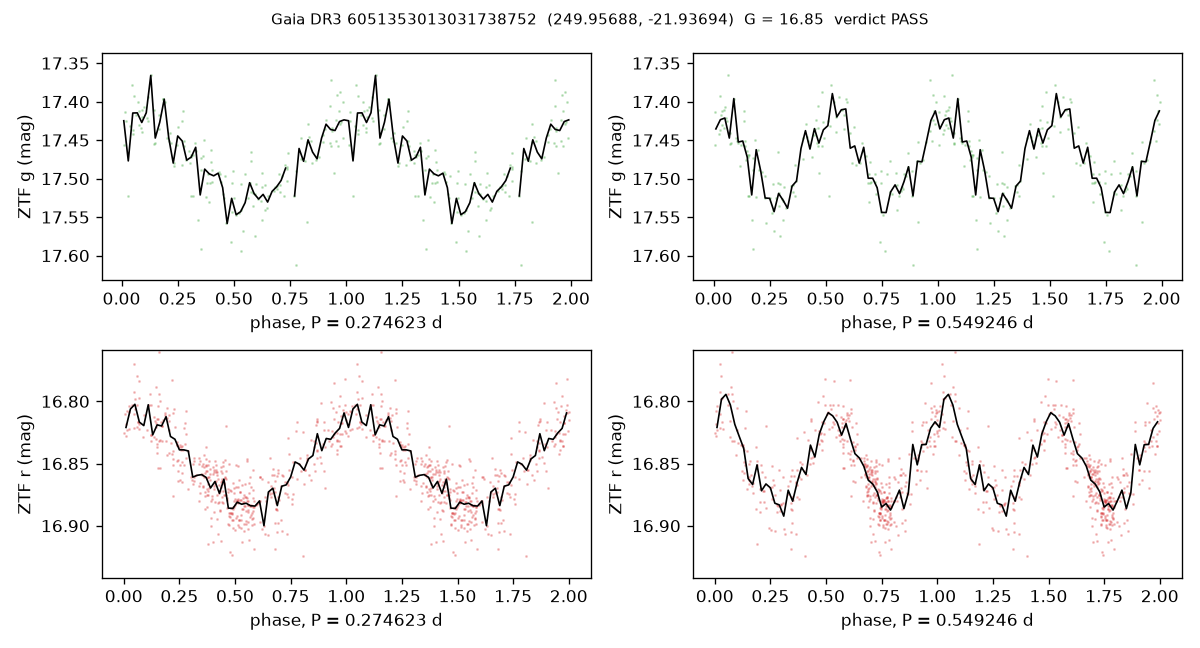 Gaia DR3 6051353013031738752  (249.95688, -21.93694)  G = 16.85  verdict PASS
ZTF g (mag)
17.35
17.40
17.45
17.50
17.55
17.60
0.00 0.25 0.50 0.75 1.00 1.25 1.50 1.75 2.00
phase, P = 0.274623 d
ZTF g (mag)
17.35
17.40
17.45
17.50
17.55
17.60
0.00 0.25 0.50 0.75 1.00 1.25 1.50 1.75 2.00
phase, P = 0.549246 d
ZTF r (mag)
16.80
16.85
16.90
0.00 0.25 0.50 0.75 1.00 1.25 1.50 1.75 2.00
phase, P = 0.274623 d
ZTF r (mag)
16.80
16.85
16.90
0.00 0.25 0.50 0.75 1.00 1.25 1.50 1.75 2.00
phase, P = 0.549246 d